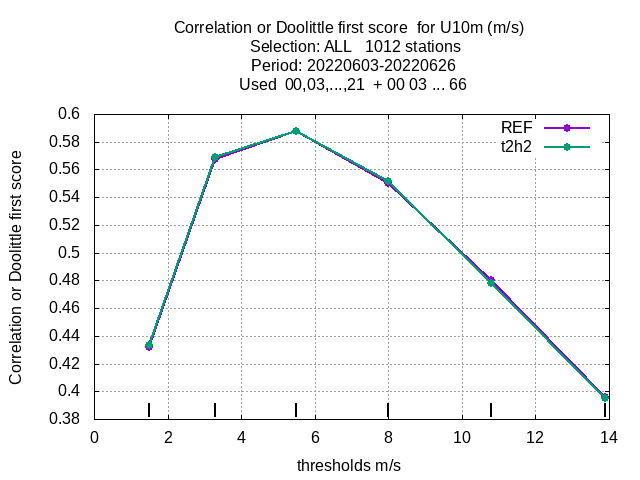 Correlation or Doolittle first score  for U10m (m/s)
Selection: ALL   1012 stations
Period: 20220603-20220626
Used  00,03,...,21  + 00 03 ... 66
REF
t2h2
Correlation or Doolittle first score
0.6
0.58
0.56
0.54
0.52
0.5
0.48
0.46
0.44
0.42
0.4
0.38
0 2 4 6 8 10 12 14
thresholds m/s